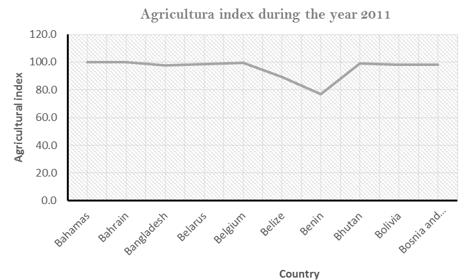 Agricultura index during the year 2011
Agricultural index
120.0
100.0
80.0
60.0
40.0
20.0
0.0
Bahamas
Bahrain
Bangladesh
Belarus
Belgium
Belize
Benin
Bhutan
Bolivia
Bosnia and...
Country